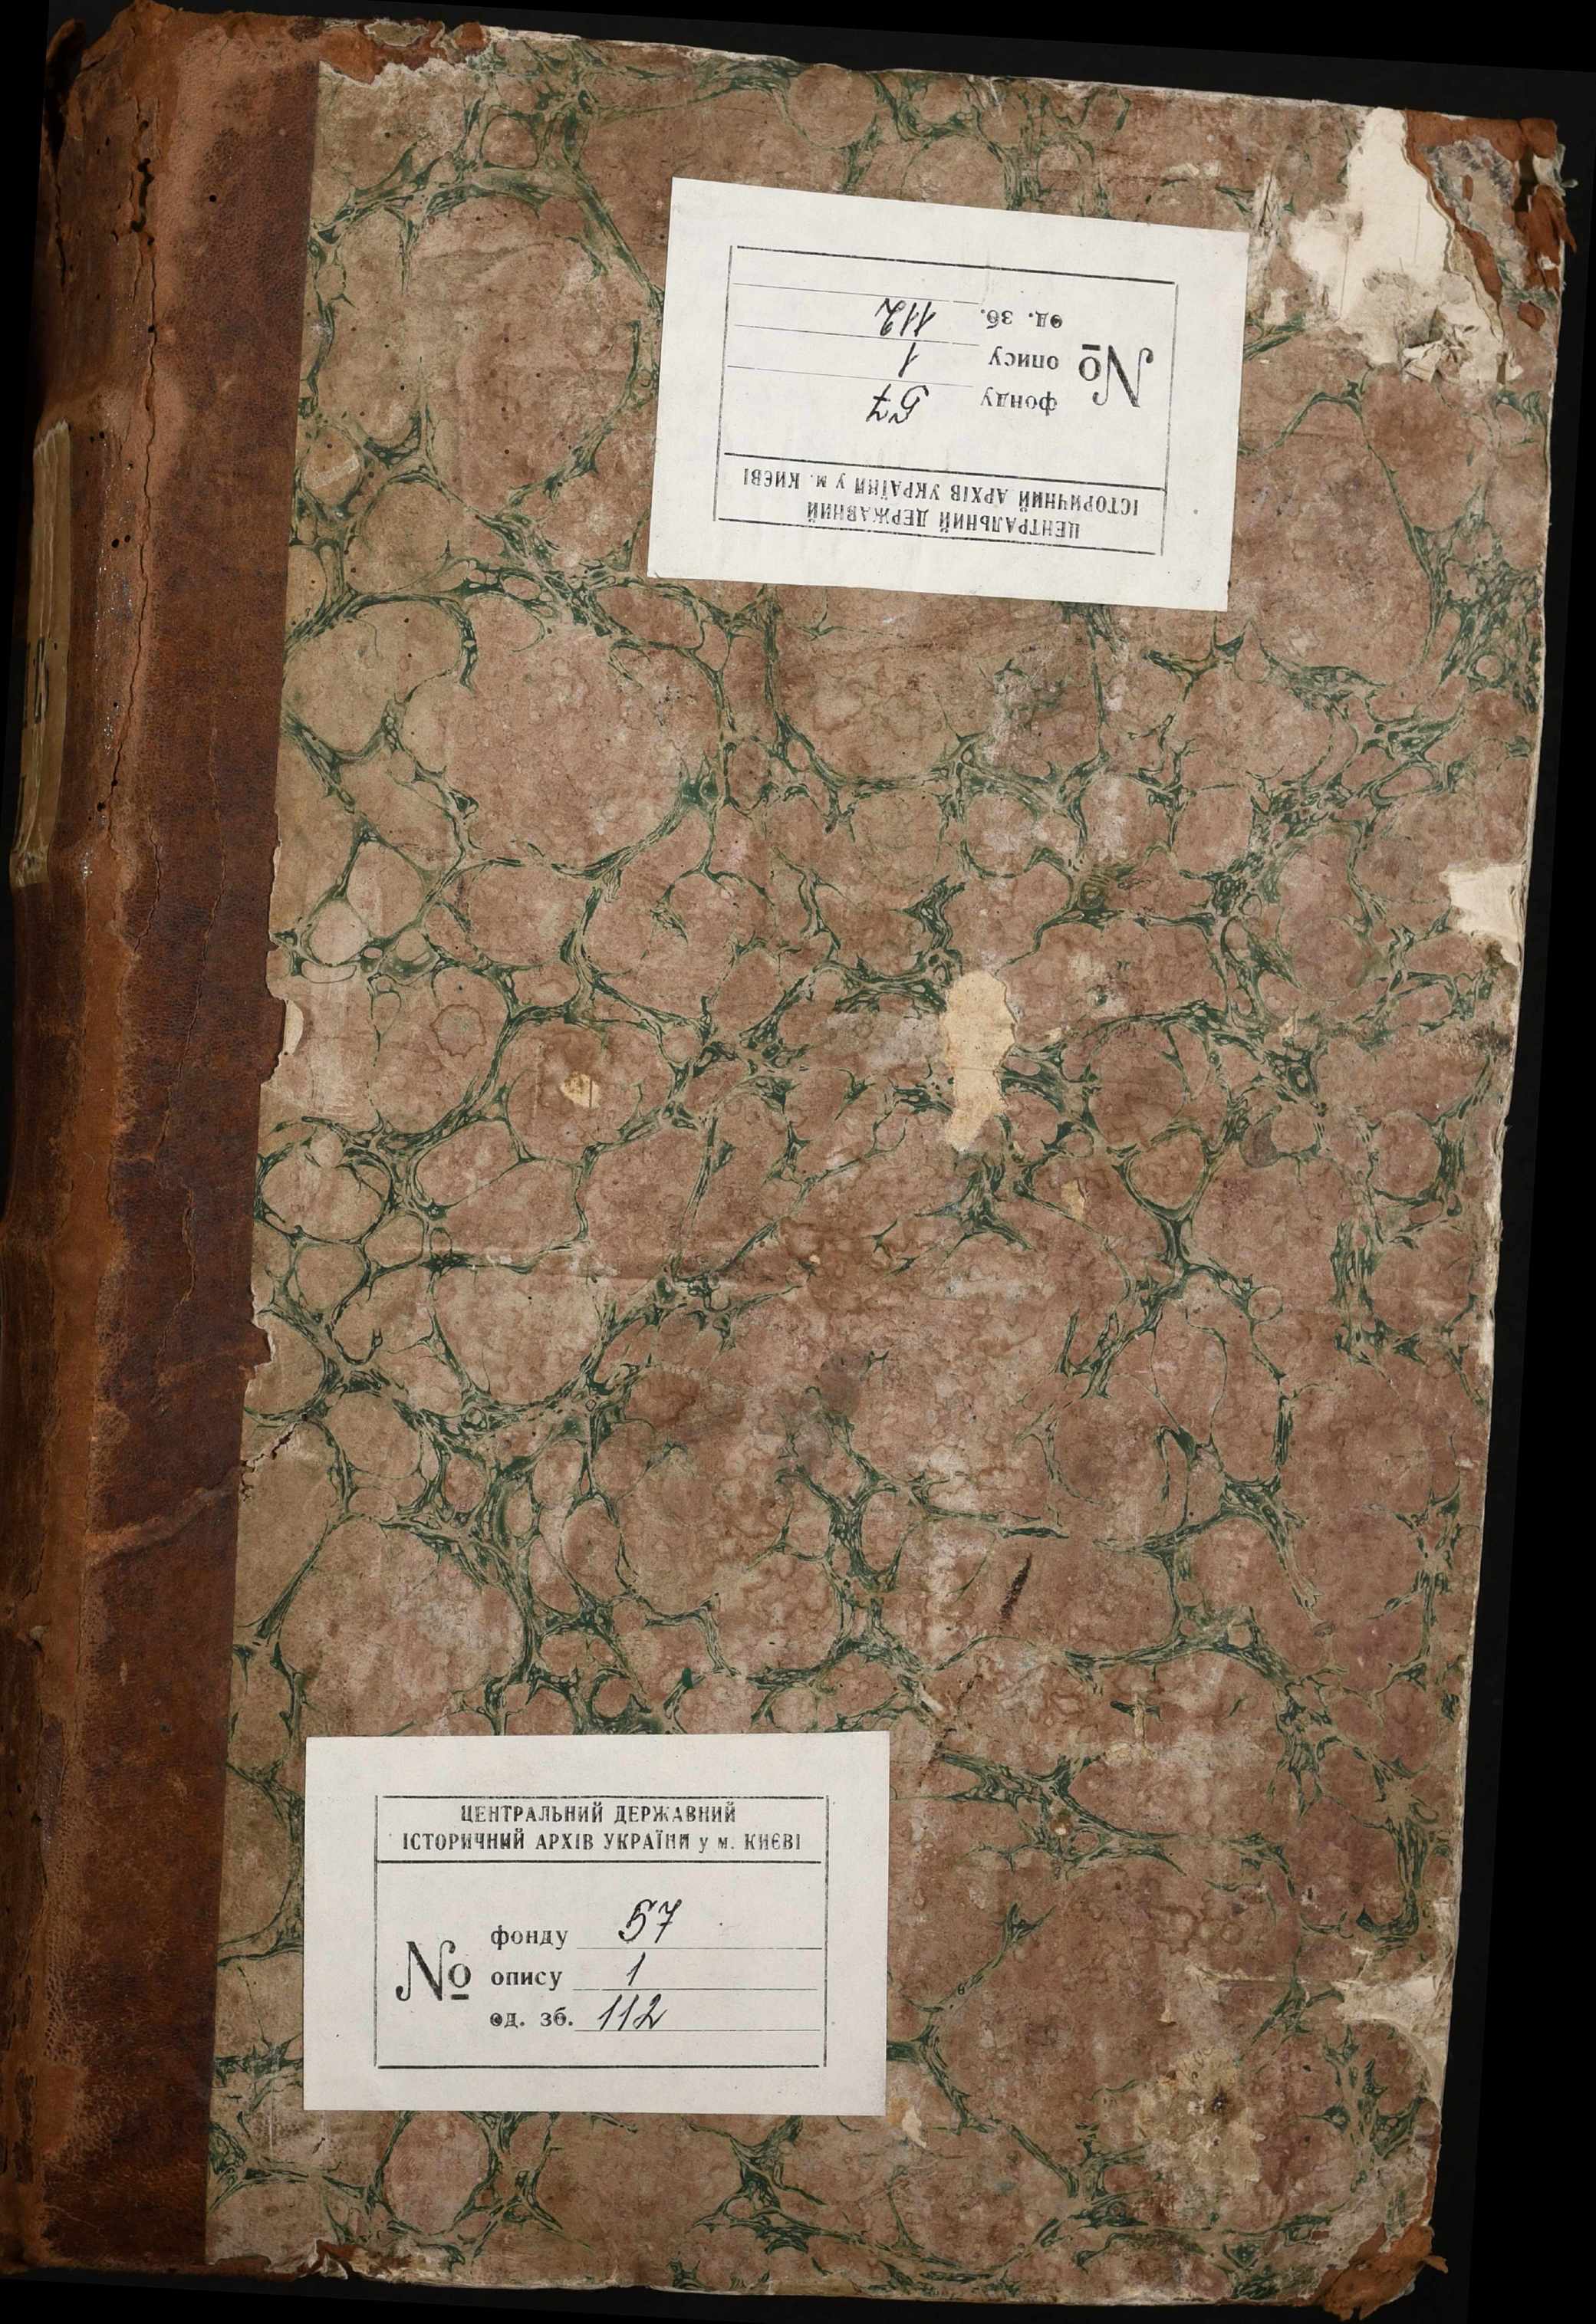 ЦЕНТРАЛЬНИЙ ДЕРЖАВНИЙ
ІСТОРИЧНИЙ АРХІВ УКРАЇНИ у м. КИЄВІ
№
фонду 57
опису 1
од. зб. 112
ЦЕНТРАЛЬНИЙ ДЕРЖАВНИЙ
ІСТОРИЧНИЙ АРХІВ УКРАЇНИ у м. КИЄВІ
№
фонду 57
опису 1
од. зб. 112